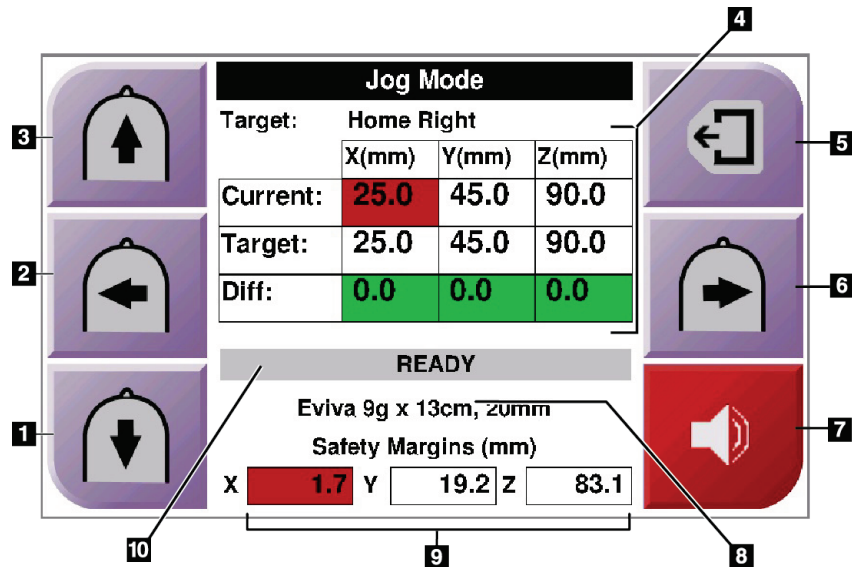 4
Jog Mode
Target: Home Right
X(mm) Y(mm) Z(mm)
Current: 25.0 45.0 90.0
Target: 25.0 45.0 90.0
Diff: 0.0 0.0 0.0
READY
Eviva 9g x 13cm, 20mm
Safety Margins (mm)
X 1.7 Y 19.2 Z 83.1
3
2
1
5
6
7
10
9
8